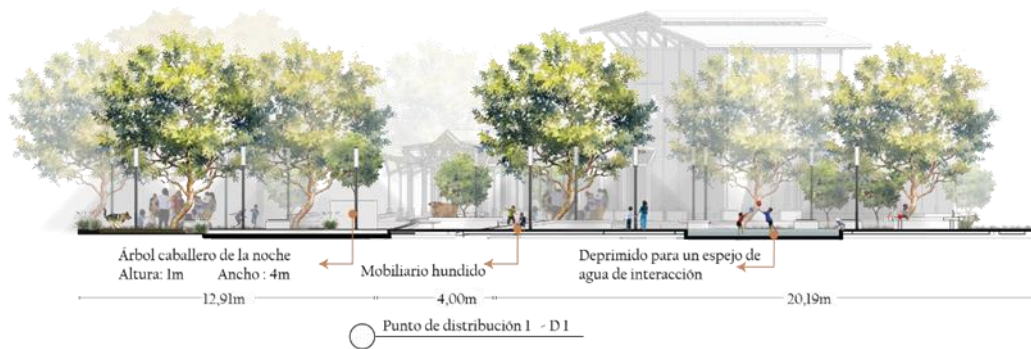 Árbol caballero de la noche
Altura: 1m Ancho : 4m
Mobiliario hundido
Deprimido para un espejo de
agua de interacción
12,91m 4,00m 20,19m
Punto de distribución 1 - D 1